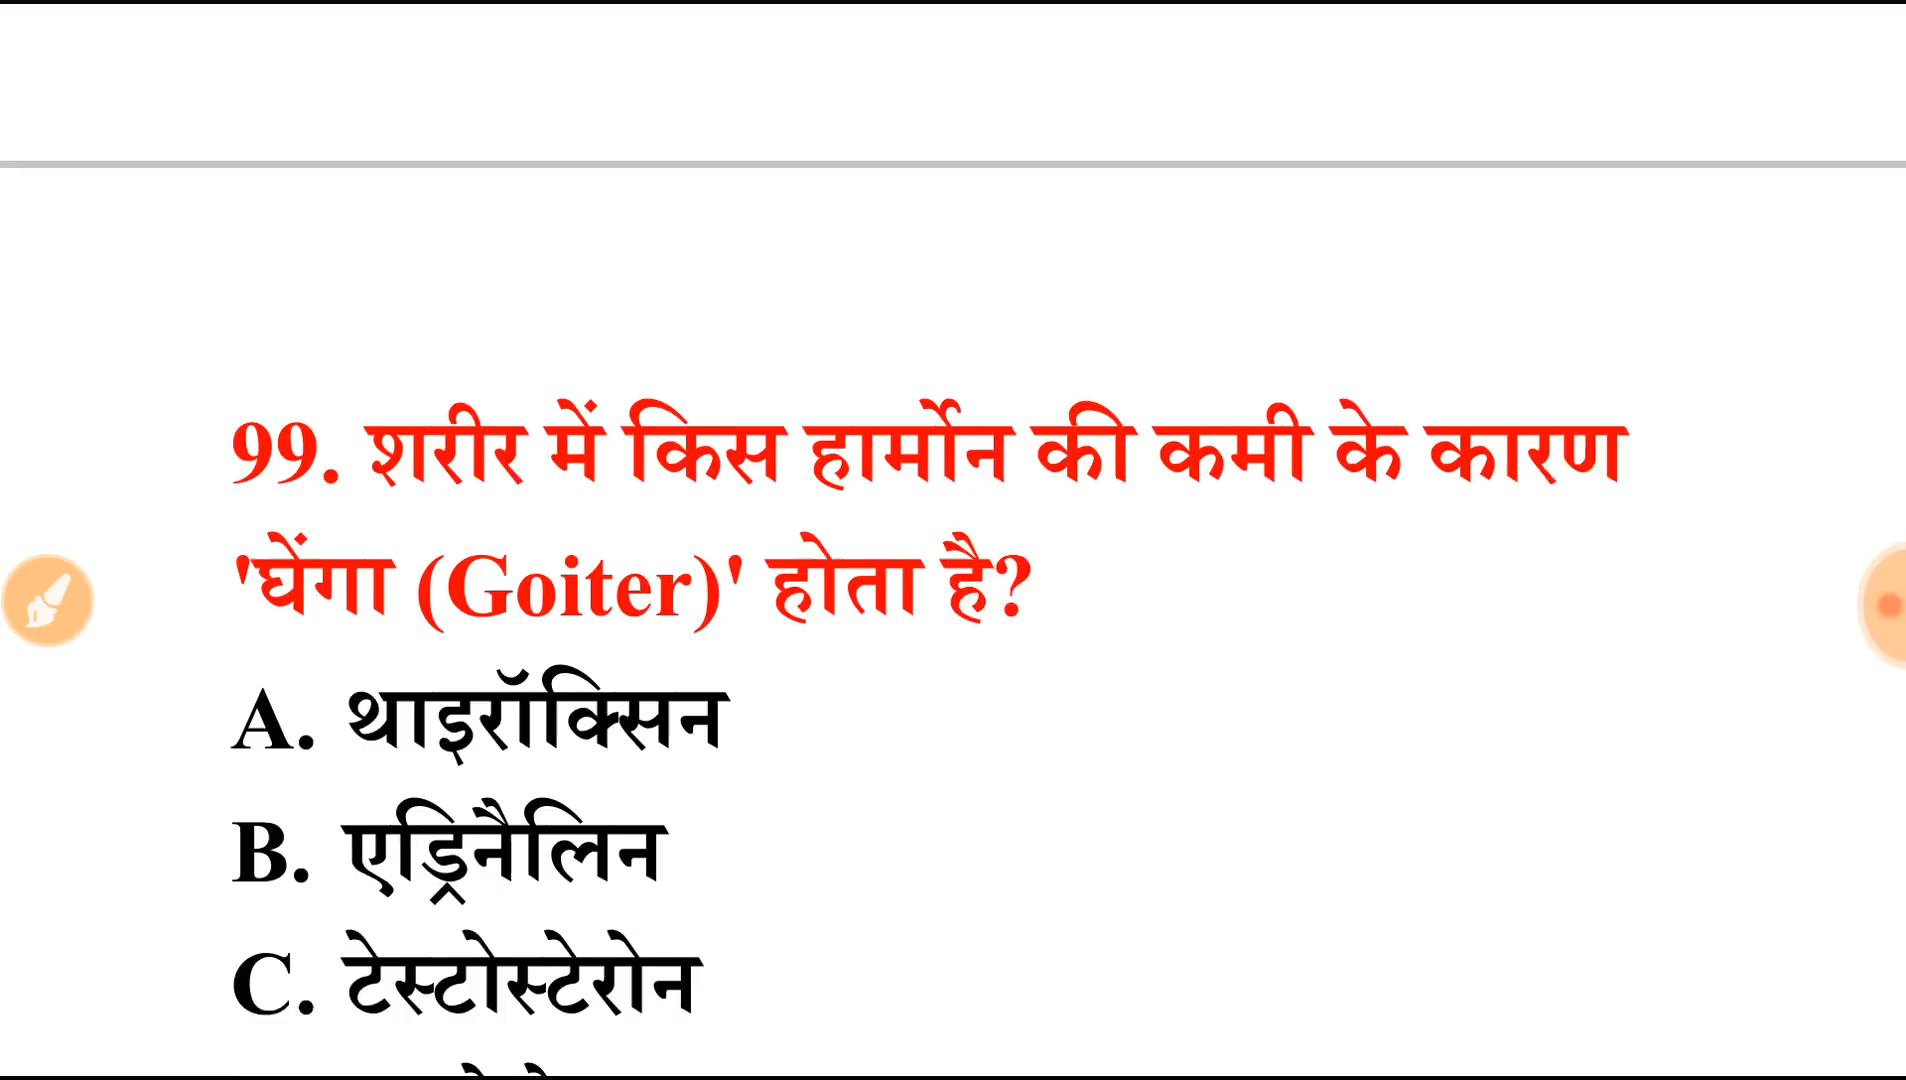 99. शरीर में किस हार्मोन की कमी के कारण
'घेंगा (Goiter)' होता है?
A. थाइरॉक्सिन
B. एड्रिनैलिन
C. टेस्टोस्टेरोन